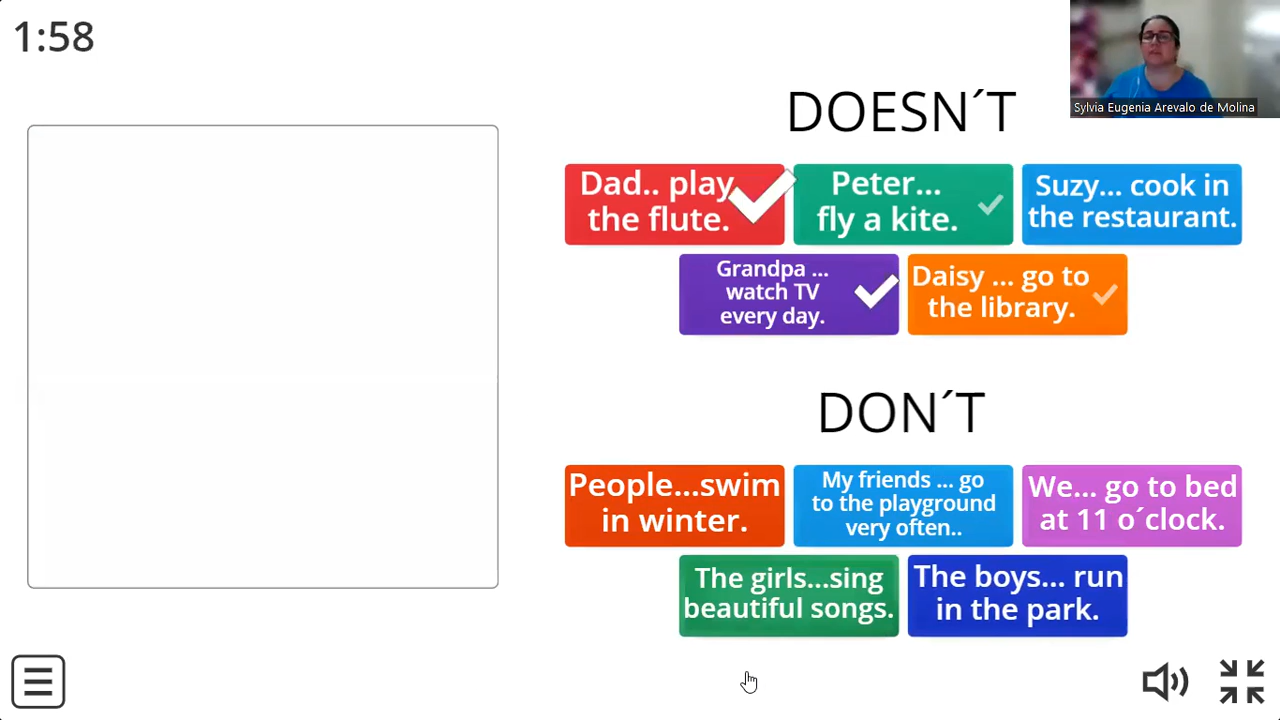 1:58
Sylvia Eugenia Arevalo de Molina
DOESN´T
Dad.. play
the flute.
Peter...
fly a kite.
Suzy... cook in
the restaurant.
Grandpa ...
watch TV
every day.
Daisy ... go to
the library.
DON´T
People...swim
in winter.
My friends ... go
to the playground
very often..
We... go to bed
at 11 o´clock.
The girls...sing
beautiful songs.
The boys... run
in the park.